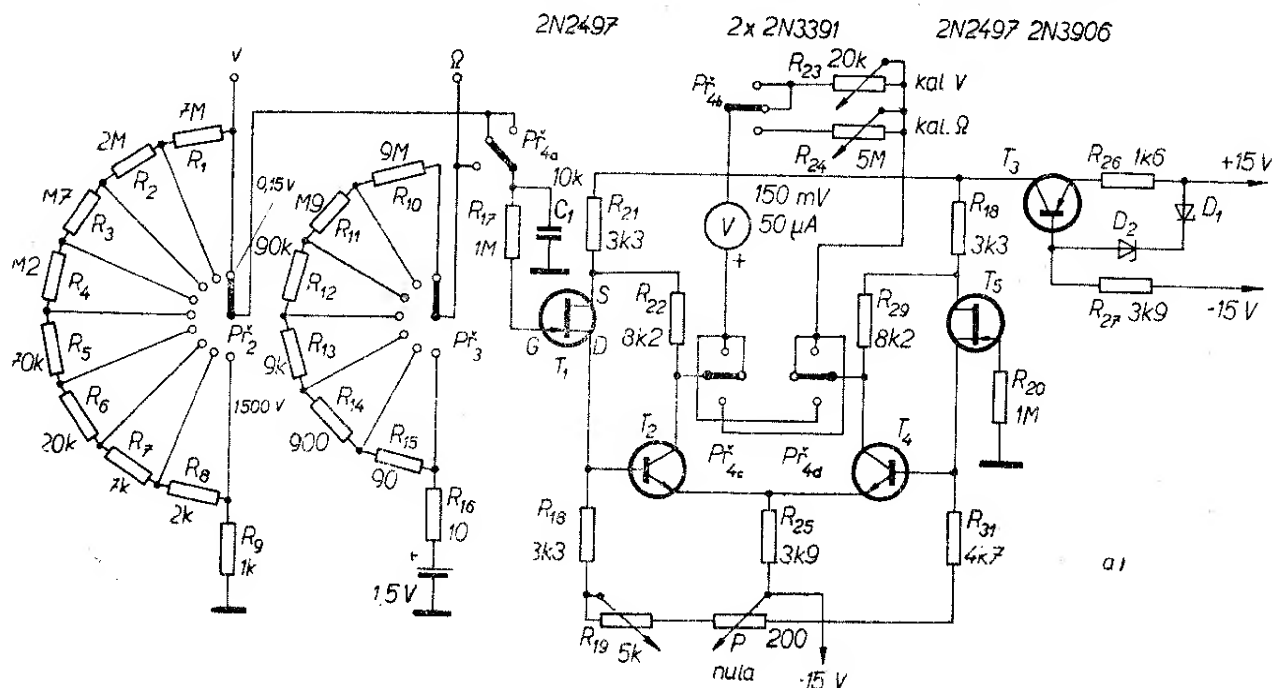 2N2497 2x 2N3391 2N2497 2N3906
V
Ω
7M
R1
2M
R2
M7
R3
M2
R4
70k
R5
20k
R6
7k
R7
2k
R8
R9
1k
0,15 V
Př2
1500 V
9M
R10
M9
R11
90k
R12
R13
9k
R14
900
R15
90
Př3
R16
10
+
1,5 V
Př4a
10k
C1
R17
1M
R21
3k3
S
G
D
T1
R22
8k2
Př4b
R23
20k
kal. V
kal. Ω
R24
5M
150 mV
50 µA
V
+
T2
Př4c
Př4d
T4
R29
8k2
R18
3k3
T3
R26
1k6
+15 V
D1
D2
R27
3k9
-15 V
T5
R20
1M
R18
3k3
R25
3k9
R31
4k7
a)
R19
5k
P
200
nula
-15 V